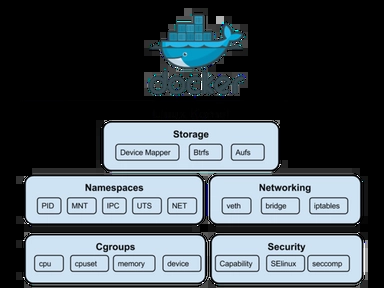 docker
Storage
Device Mapper Btrfs Aufs
Namespaces
PID MNT IPC UTS NET
Networking
veth bridge iptables
Cgroups
cpu cpuset memory device
Security
Capability SElinux seccomp